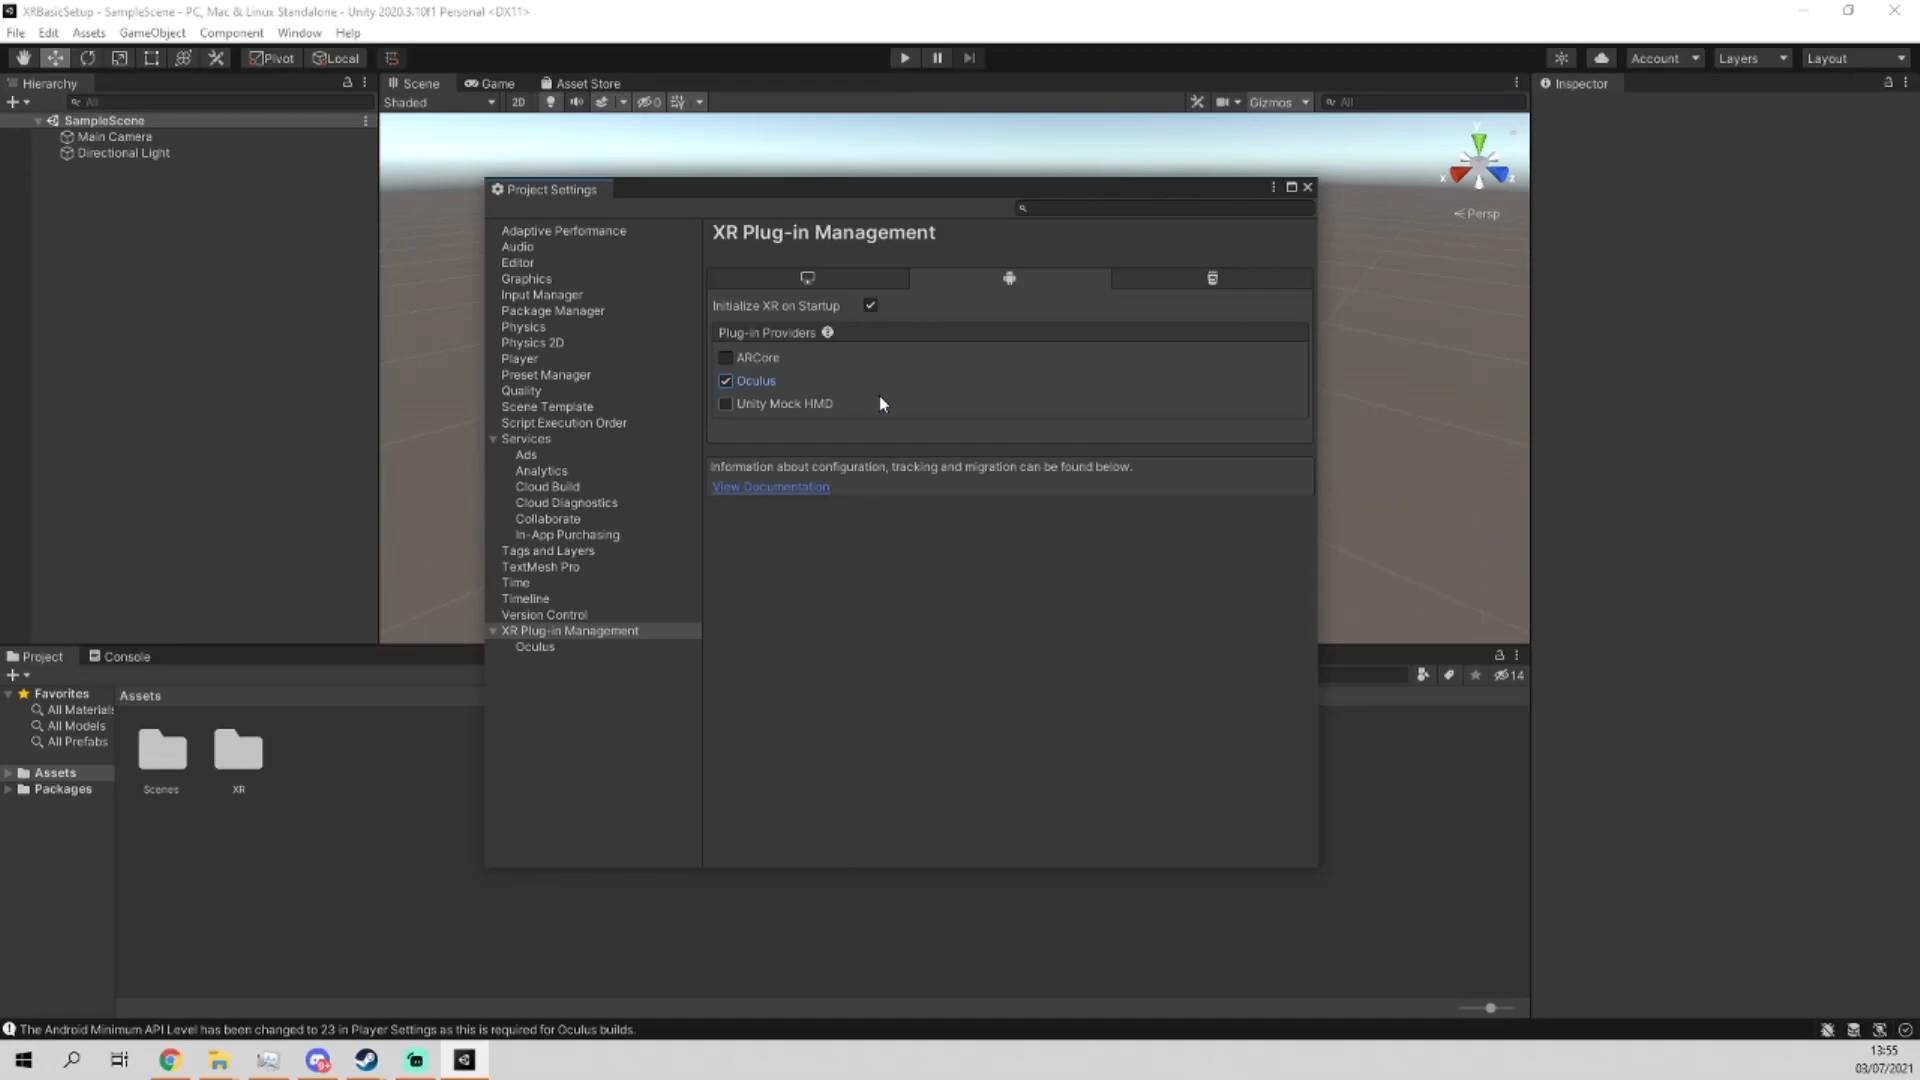 XRBasicSetup - SampleScene - PC, Mac & Linux Standalone - Unity 2020.3.10f1 Personal <DX11>
File Edit Assets GameObject Component Window Help
Pivot Local Account Layers Layout
Hierarchy
Scene Game Asset Store
Inspector
All
Shaded 2D 0 Gizmos All
SampleScene
Main Camera
Directional Light
y
x z
Persp
Project Settings
Adaptive Performance
Audio
Editor
Graphics
Input Manager
Package Manager
Physics
Physics 2D
Player
Preset Manager
Quality
Scene Template
Script Execution Order
Services
Ads
Analytics
Cloud Build
Cloud Diagnostics
Collaborate
In-App Purchasing
Tags and Layers
TextMesh Pro
Time
Timeline
Version Control
XR Plug-in Management
Oculus
XR Plug-in Management
Initialize XR on Startup
Plug-in Providers
ARCore
Oculus
Unity Mock HMD
Information about configuration, tracking and migration can be found below.
View Documentation
Project Console
14
Favorites
All Materials
All Models
All Prefabs
Assets
Packages
Assets
Scenes XR
The Android Minimum API Level has been changed to 23 in Player Settings as this is required for Oculus builds.
13:55
03/07/2021